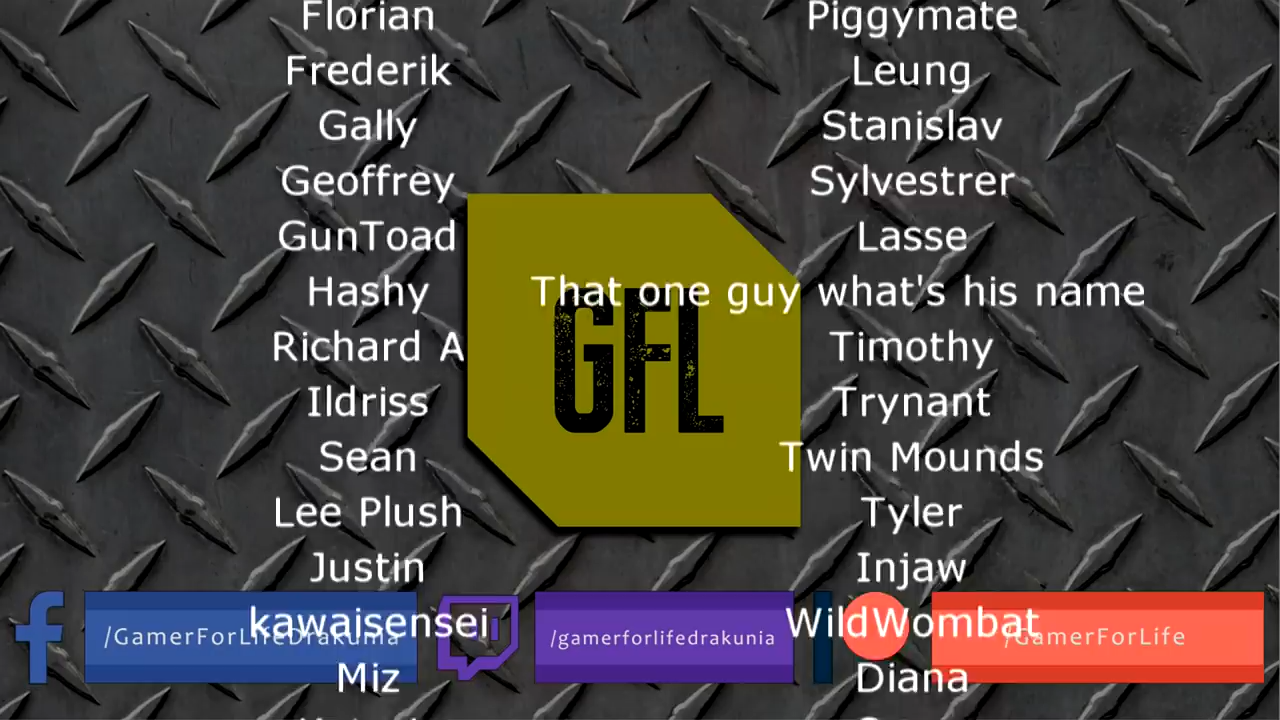 Florian
Frederik
Gally
Geoffrey
GunToad
Hashy
Richard A
Ildriss
Sean
Lee Plush
Justin
kawaisensei
Miz
Piggymate
Leung
Stanislav
Sylvestrer
Lasse
That one guy what's his name
Timothy
Trynant
Twin Mounds
Tyler
Injaw
WildWombat
Diana
GFL
/GamerForLifeDrakunia
/gamerforlifedrakunia
/GamerForLife